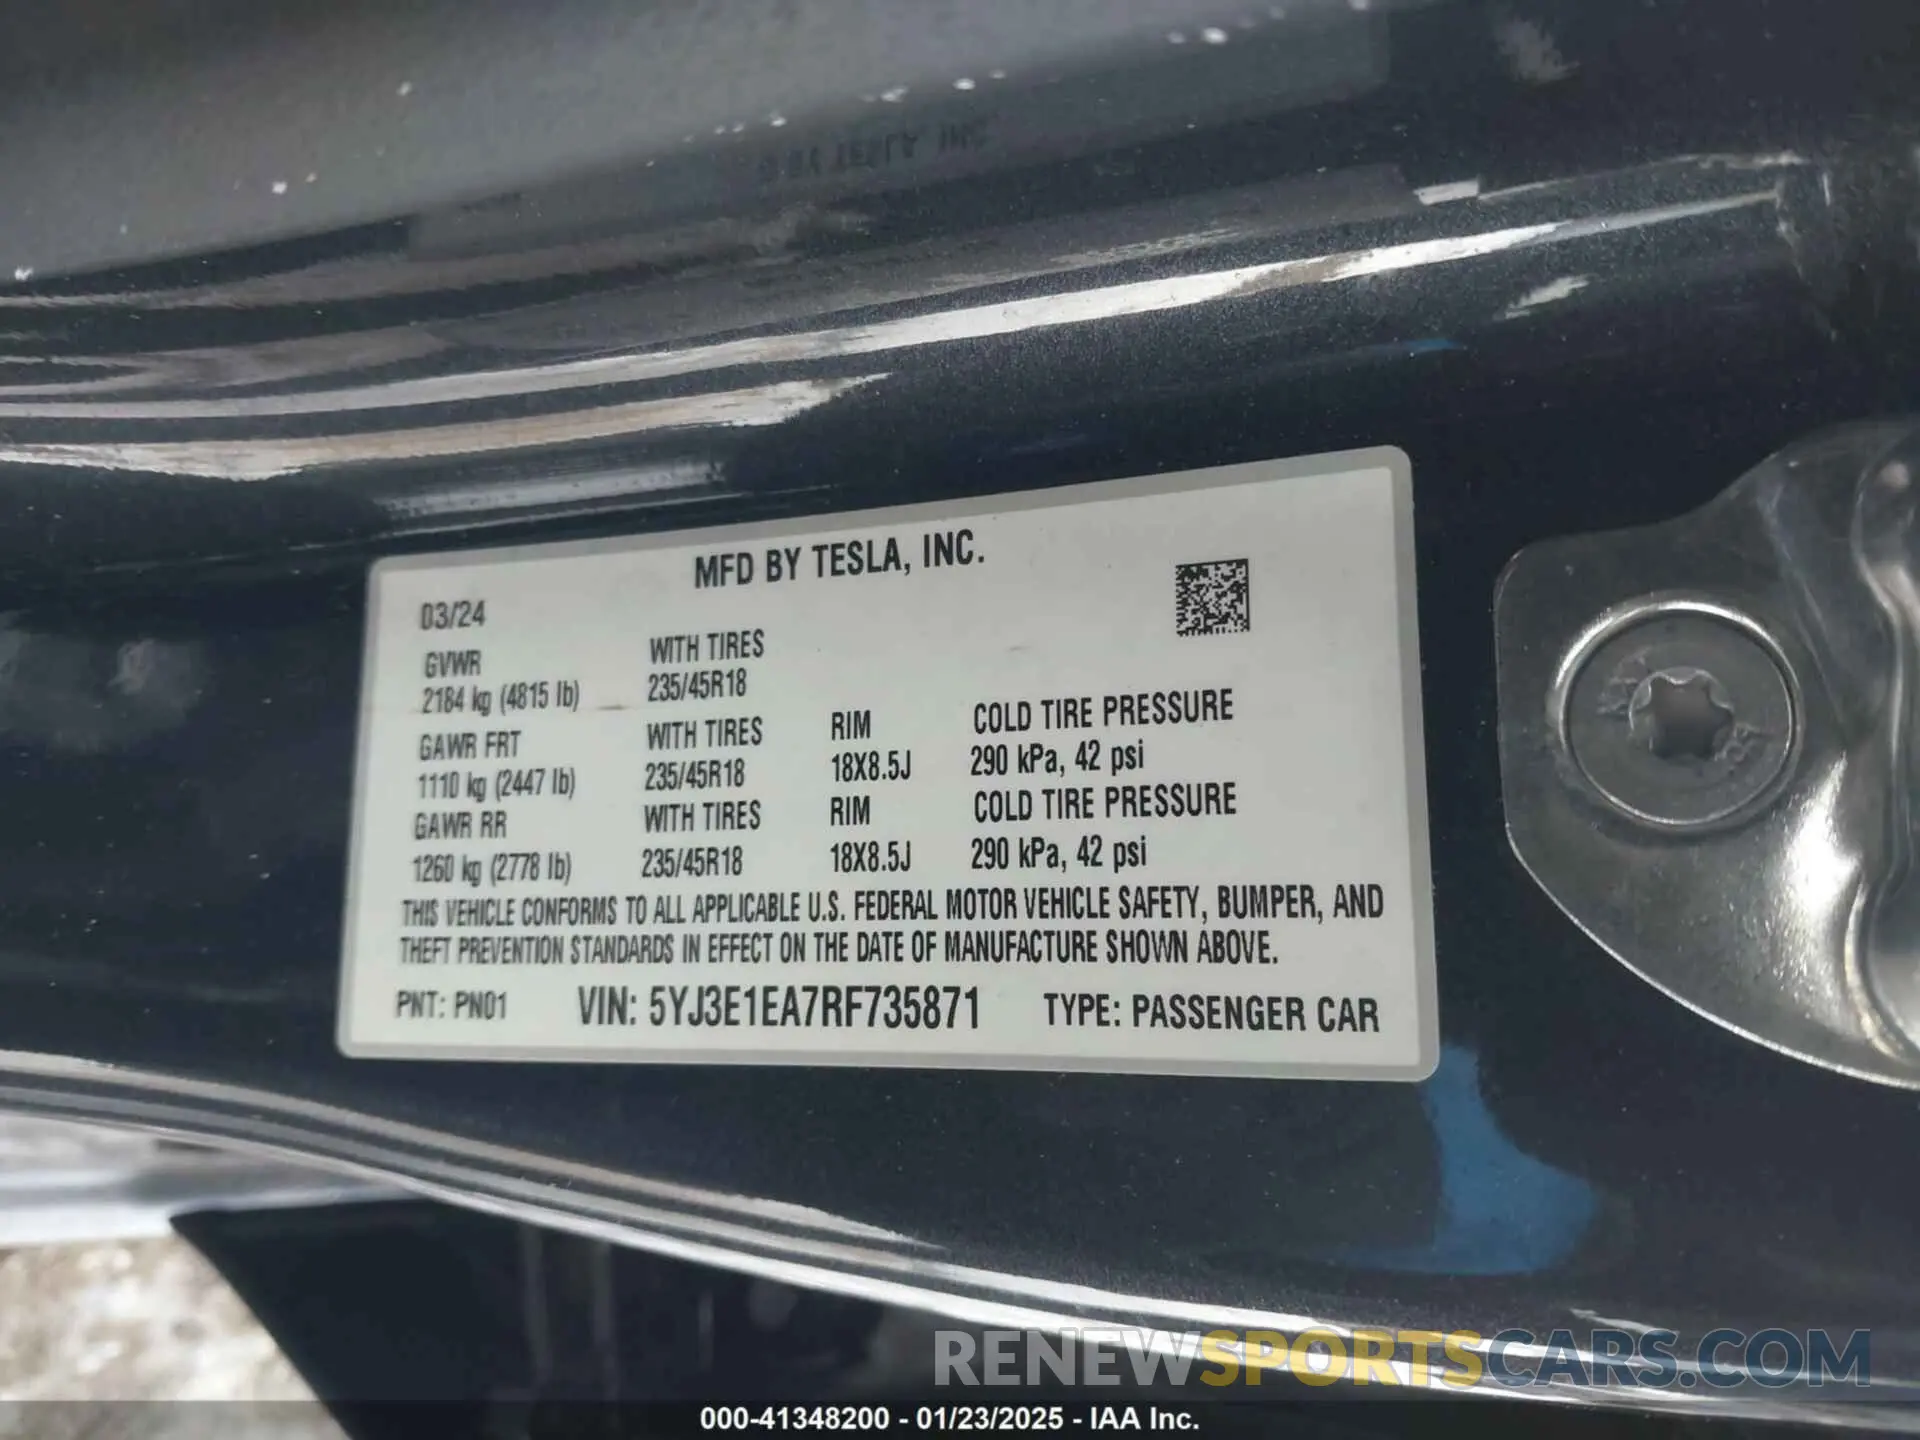 MFD BY TESLA, INC.
03/24
GVWR WITH TIRES
2184 kg (4815 lb) 235/45R18
GAWR FRT WITH TIRES RIM COLD TIRE PRESSURE
1110 kg (2447 lb) 235/45R18 18X8.5J 290 kPa, 42 psi
GAWR RR WITH TIRES RIM COLD TIRE PRESSURE
1260 kg (2778 lb) 235/45R18 18X8.5J 290 kPa, 42 psi
THIS VEHICLE CONFORMS TO ALL APPLICABLE U.S. FEDERAL MOTOR VEHICLE SAFETY, BUMPER, AND
THEFT PREVENTION STANDARDS IN EFFECT ON THE DATE OF MANUFACTURE SHOWN ABOVE.
PNT: PN01 VIN: 5YJ3E1EA7RF735871 TYPE: PASSENGER CAR
RENEWSPORTSCARS.COM
000-41348200 - 01/23/2025 - IAA Inc.